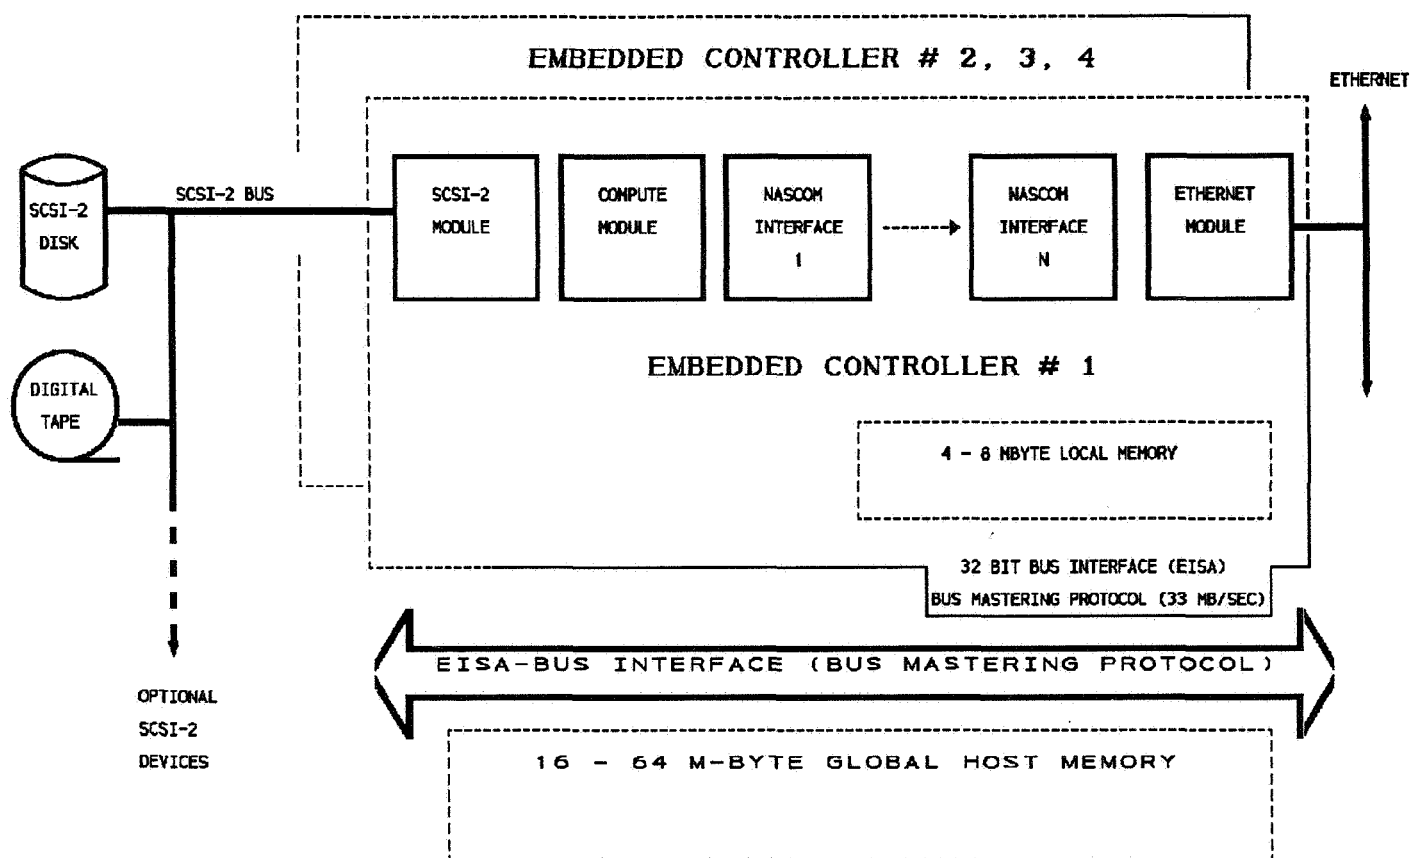 EMBEDDED CONTROLLER # 2, 3, 4
ETHERNET
SCSI-2
DISK
SCSI-2 BUS
SCSI-2
MODULE
COMPUTE
MODULE
NASCOM
INTERFACE
1
NASCOM
INTERFACE
N
ETHERNET
MODULE
EMBEDDED CONTROLLER # 1
DIGITAL
TAPE
4 - 8 MBYTE LOCAL MEMORY
32 BIT BUS INTERFACE (EISA)
BUS MASTERING PROTOCOL (33 MB/SEC)
EISA-BUS INTERFACE (BUS MASTERING PROTOCOL)
OPTIONAL
SCSI-2
DEVICES
16 - 64 M-BYTE GLOBAL HOST MEMORY